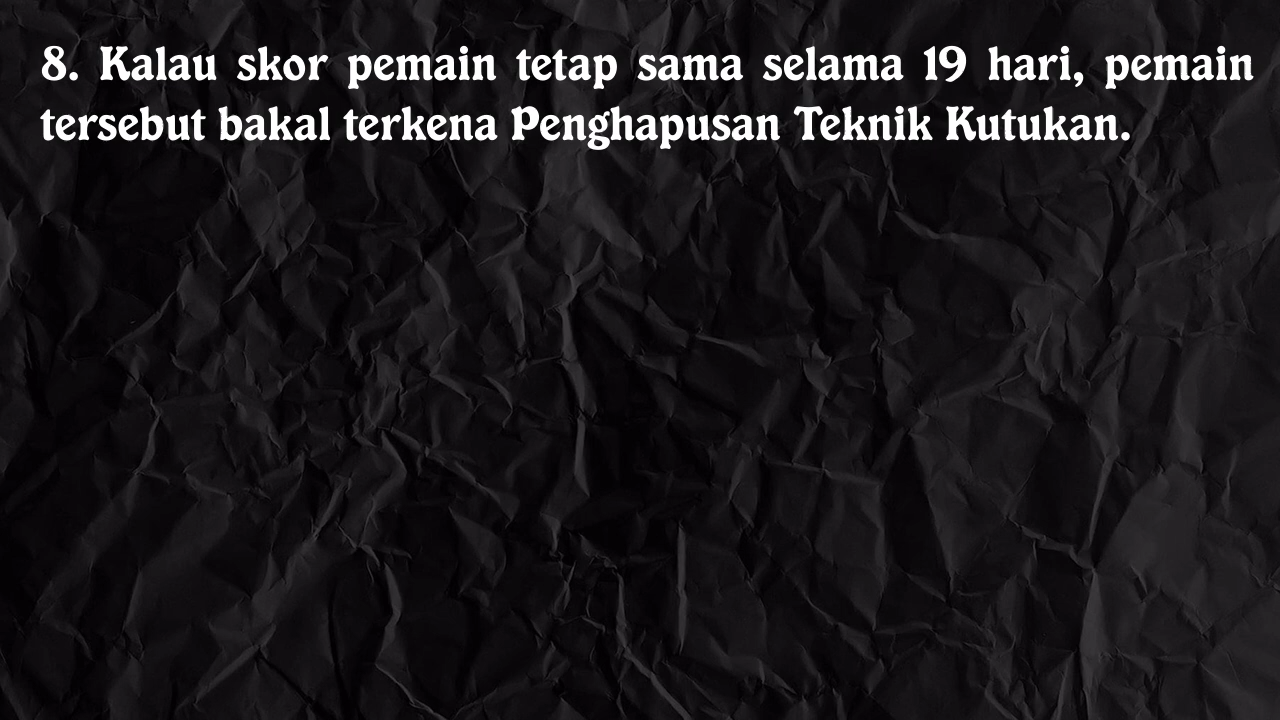 8. Kalau skor pemain tetap sama selama 19 hari, pemain
tersebut bakal terkena Penghapusan Teknik Kutukan.